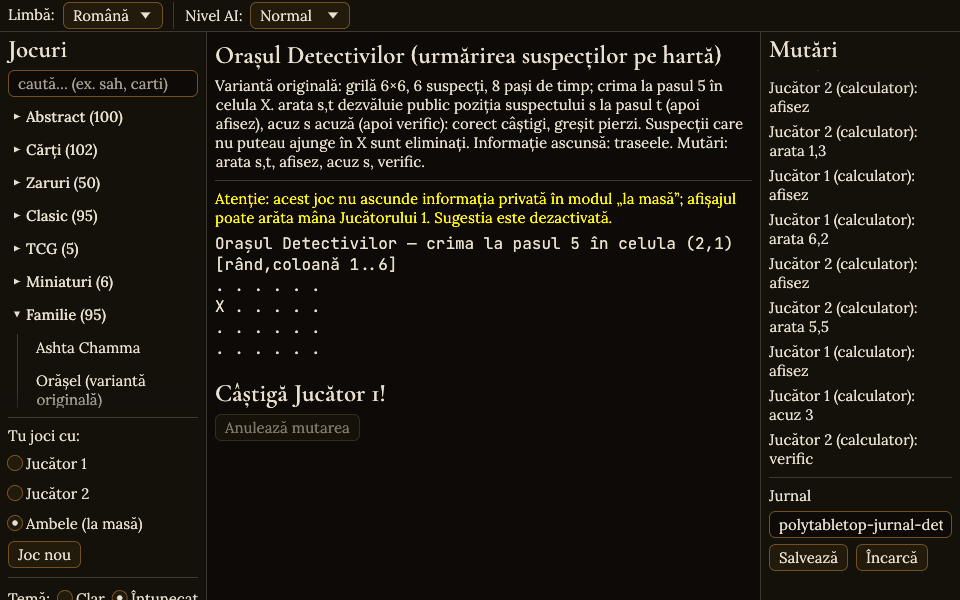 Limbă: Română ▼ Nivel AI: Normal ▼
Jocuri
caută... (ex. sah, carti)
▸ Abstract (100)
▸ Cărți (102)
▸ Zaruri (50)
▸ Clasic (95)
▸ TCG (5)
▸ Miniaturi (6)
▾ Familie (95)
Ashta Chamma
Orășel (variantă
originală)
Tu joci cu:
Jucător 1
Jucător 2
Ambele (la masă)
Joc nou
Temă: Clar Întunecat
Orașul Detectivilor (urmărirea suspecților pe hartă)
Variantă originală: grilă 6×6, 6 suspecți, 8 pași de timp; crima la pasul 5 în
celula X. arata s,t dezvăluie public poziția suspectului s la pasul t (apoi
afisez), acuz s acuză (apoi verific): corect câștigi, greșit pierzi. Suspecții care
nu puteau ajunge în X sunt eliminați. Informație ascunsă: traseele. Mutări:
arata s,t, afisez, acuz s, verific.
Atenție: acest joc nu ascunde informația privată în modul „la masă”; afișajul
poate arăta mâna Jucătorului 1. Sugestia este dezactivată.
Orașul Detectivilor — crima la pasul 5 în celula (2,1)
[rând,coloană 1..6]
. . . . . .
X . . . . .
. . . . . .
. . . . . .
Câștigă Jucător 1!
Anulează mutarea
Mutări
Jucător 2 (calculator):
afisez
Jucător 2 (calculator):
arata 1,3
Jucător 1 (calculator):
afisez
Jucător 1 (calculator):
arata 6,2
Jucător 2 (calculator):
afisez
Jucător 2 (calculator):
arata 5,5
Jucător 1 (calculator):
afisez
Jucător 1 (calculator):
acuz 3
Jucător 2 (calculator):
verific
Jurnal
polytabletop-jurnal-det
Salvează Încarcă